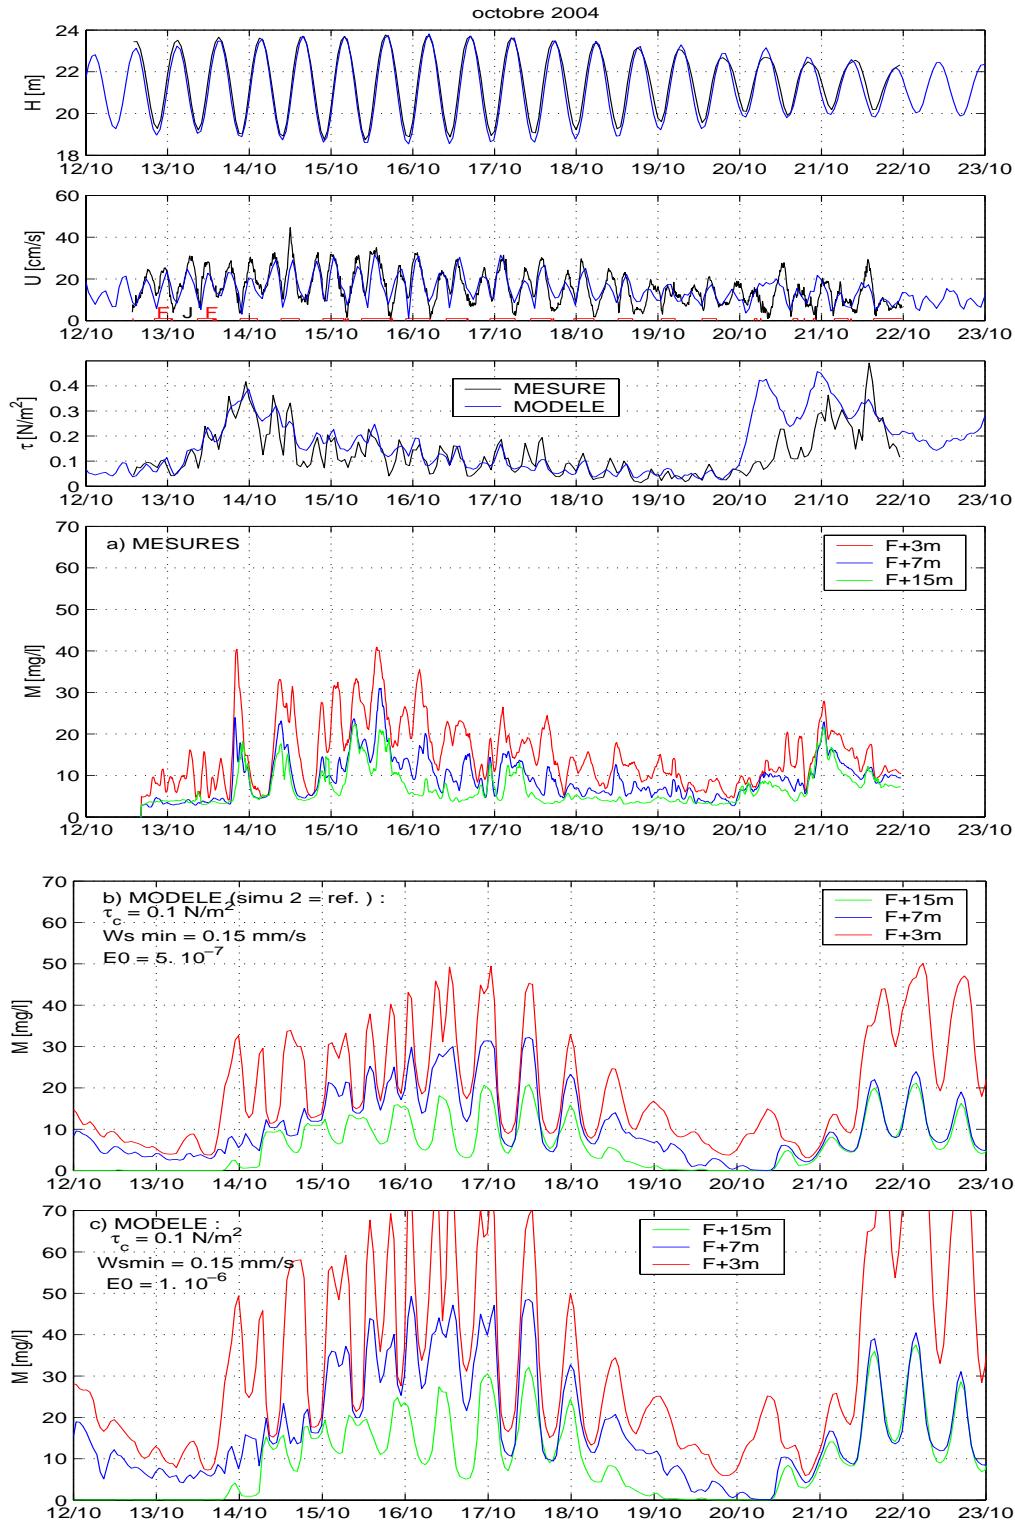 octobre 2004
24
22
20
18
H [m]
12/10 13/10 14/10 15/10 16/10 17/10 19/10 20/10 21/10 22/10 23/10
60
40
20
0
U [cm/s]
F J F
12/10 13/10 14/10 15/10 16/10 17/10 19/10 20/10 21/10 22/10 23/10
0.4
0.3
0.2
0.1
0
τ [N/m²]
MESURE
MODELE
12/10 13/10 14/10 15/10 16/10 17/10 19/10 20/10 21/10 22/10 23/10
70
60
50
40
30
20
10
0
M [mg/l]
a) MESURES
F+3m
F+7m
F+15m
12/10 13/10 14/10 15/10 16/10 17/10 19/10 20/10 21/10 22/10 23/10
70
60
50
40
30
20
10
0
M [mg/l]
b) MODELE (simu 2 = ref. ) :
τc = 0.1 N/m²
Ws min = 0.15 mm/s
E0 = 5. 10⁻⁷
F+15m
F+7m
F+3m
12/10 13/10 14/10 15/10 16/10 17/10 18/10 19/10 20/10 21/10 22/10 23/10
70
60
50
40
30
20
10
0
M [mg/l]
c) MODELE :
τc = 0.1 N/m²
Wsmin = 0.15 mm/s
E0 = 1. 10⁻⁶
F+15m
F+7m
F+3m
12/10 13/10 14/10 15/10 16/10 17/10 18/10 19/10 20/10 21/10 22/10 23/10